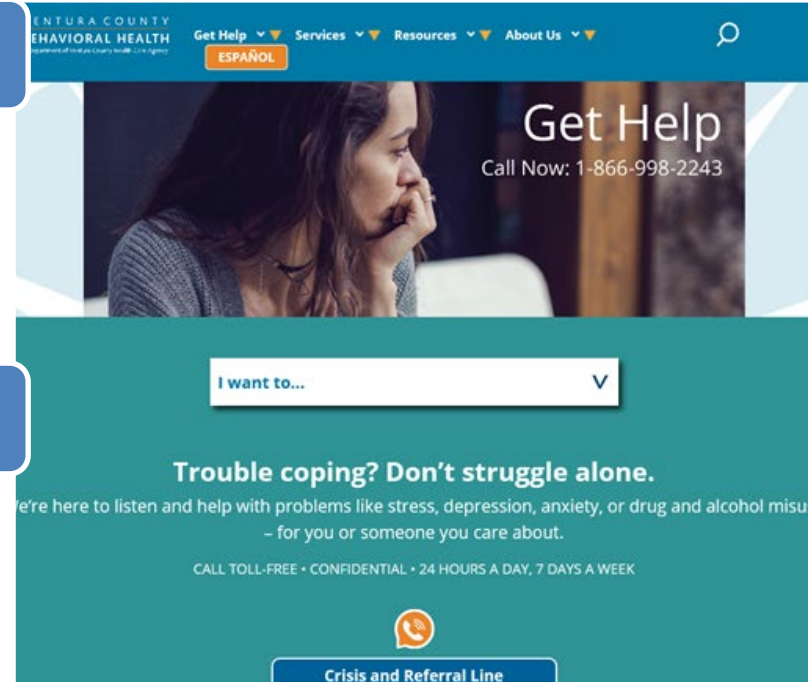 ENTURA COUNTY
EHAVIORAL HEALTH
Get Help
Services
Resources
About Us
ESPAÑOL
Get Help
Call Now: 1-866-998-2243
I want to...
Trouble coping? Don't struggle alone.
e're here to listen and help with problems like stress, depression, anxiety, or drug and alcohol misu
– for you or someone you care about.
CALL TOLL-FREE • CONFIDENTIAL • 24 HOURS A DAY, 7 DAYS A WEEK
Crisis and Referral Line